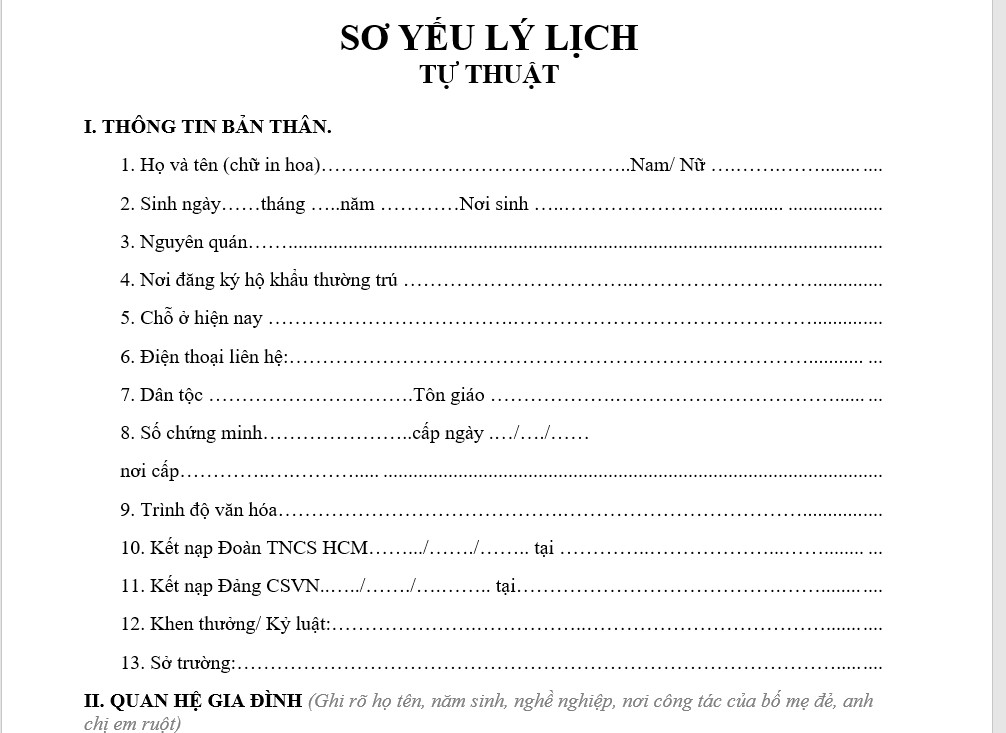 SƠ YẾU LÝ LỊCH
TỰ THUẬT
I. THÔNG TIN BẢN THÂN.
1. Họ và tên (chữ in hoa)………………………………………..Nam/ Nữ ………………......... ....
2. Sinh ngày……tháng …..năm …………Nơi sinh …..………………………........ ....................
3. Nguyên quán……...............................................................................................................
4. Nơi đăng ký hộ khẩu thường trú ……………………………..………………………..............
5. Chỗ ở hiện nay ………………………………………………………………………..............
6. Điện thoại liên hệ:……………………………………………………………………........... ...
7. Dân tộc ………………………….Tôn giáo ……………….……………………………...... ...
8. Số chứng minh…………………..cấp ngày …./…./……
nơi cấp…………..…………..... .............................................................................................
9. Trình độ văn hóa……………………………………..………………………………...............
10. Kết nạp Đoàn TNCS HCM……../……./…….. tại …………..………………..…….......... ...
11. Kết nạp Đảng CSVN..…../……./….…….. tại………………………………….……......... ....
12. Khen thưởng/ Kỷ luật:………………….……………..……………………………........ ....
13. Sở trường:………………………………………………………………………………..... ....
II. QUAN HỆ GIA ĐÌNH (Ghi rõ họ tên, năm sinh, nghề nghiệp, nơi công tác của bố mẹ đẻ, anh
chị em ruột)